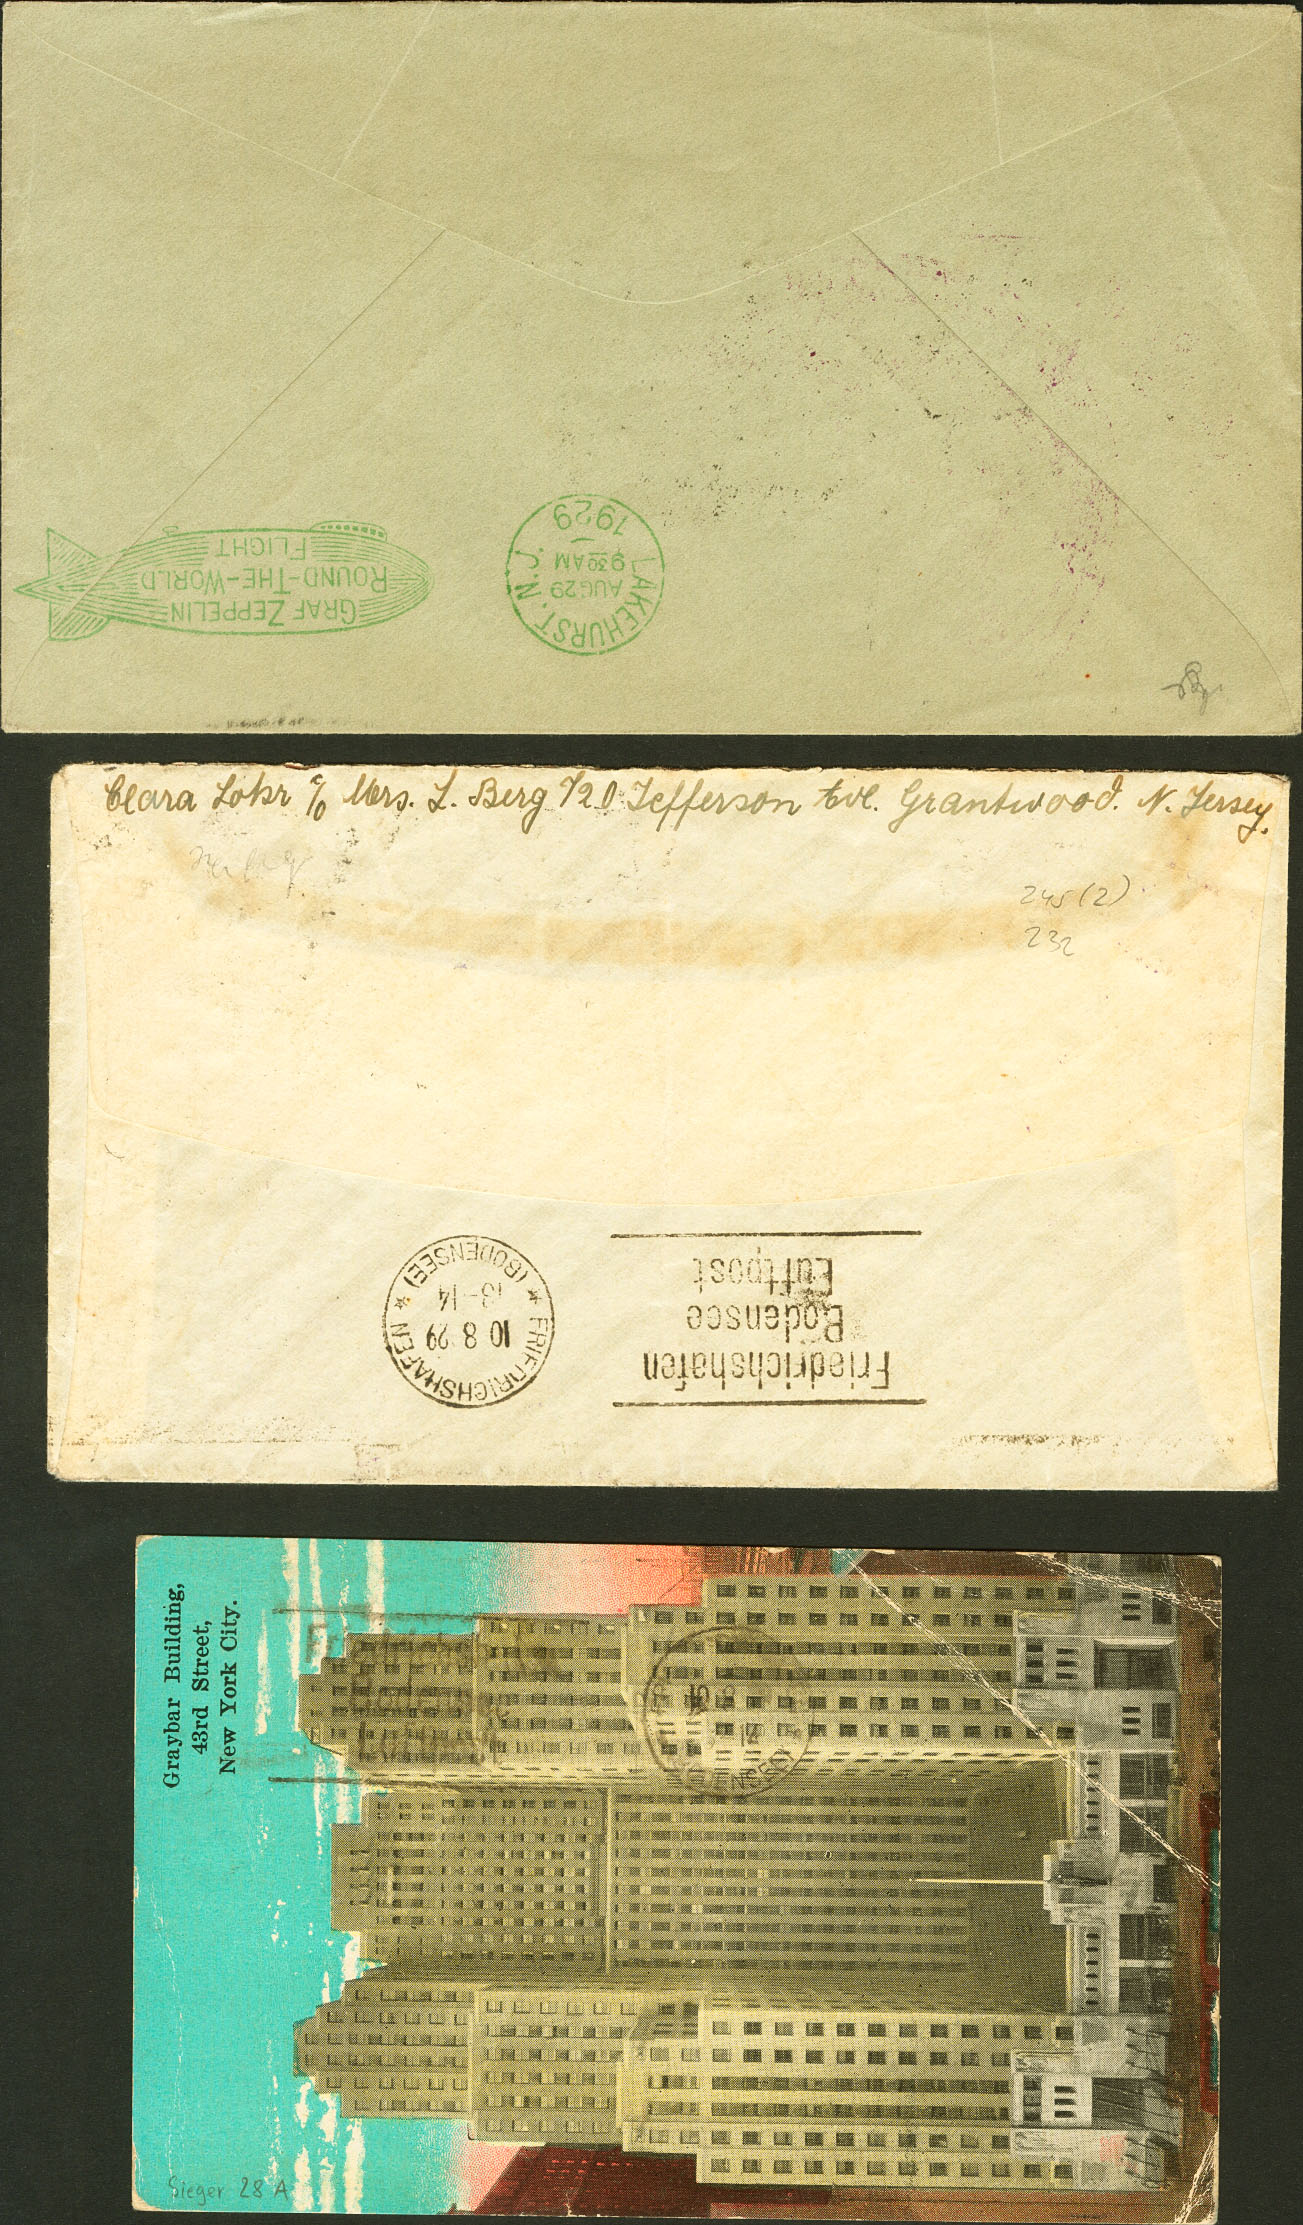 GRAF ZEPPELIN
ROUND-THE-WORLD
FLIGHT
LAKEHURST. N.J.
AUG 29
9 30 AM
1929
Clara Lohr c/o Mrs. L. Berg 720 Jefferson Ave. Grantwood. N. Jersey.
245 (2)
232
* FRIEDRICHSHAFEN *
10 8 29
13-14
(BODENSEE)
Friedrichshafen
Bodensee
Luftpost
Graybar Building,
43rd Street,
New York City.
Sieger 28 A